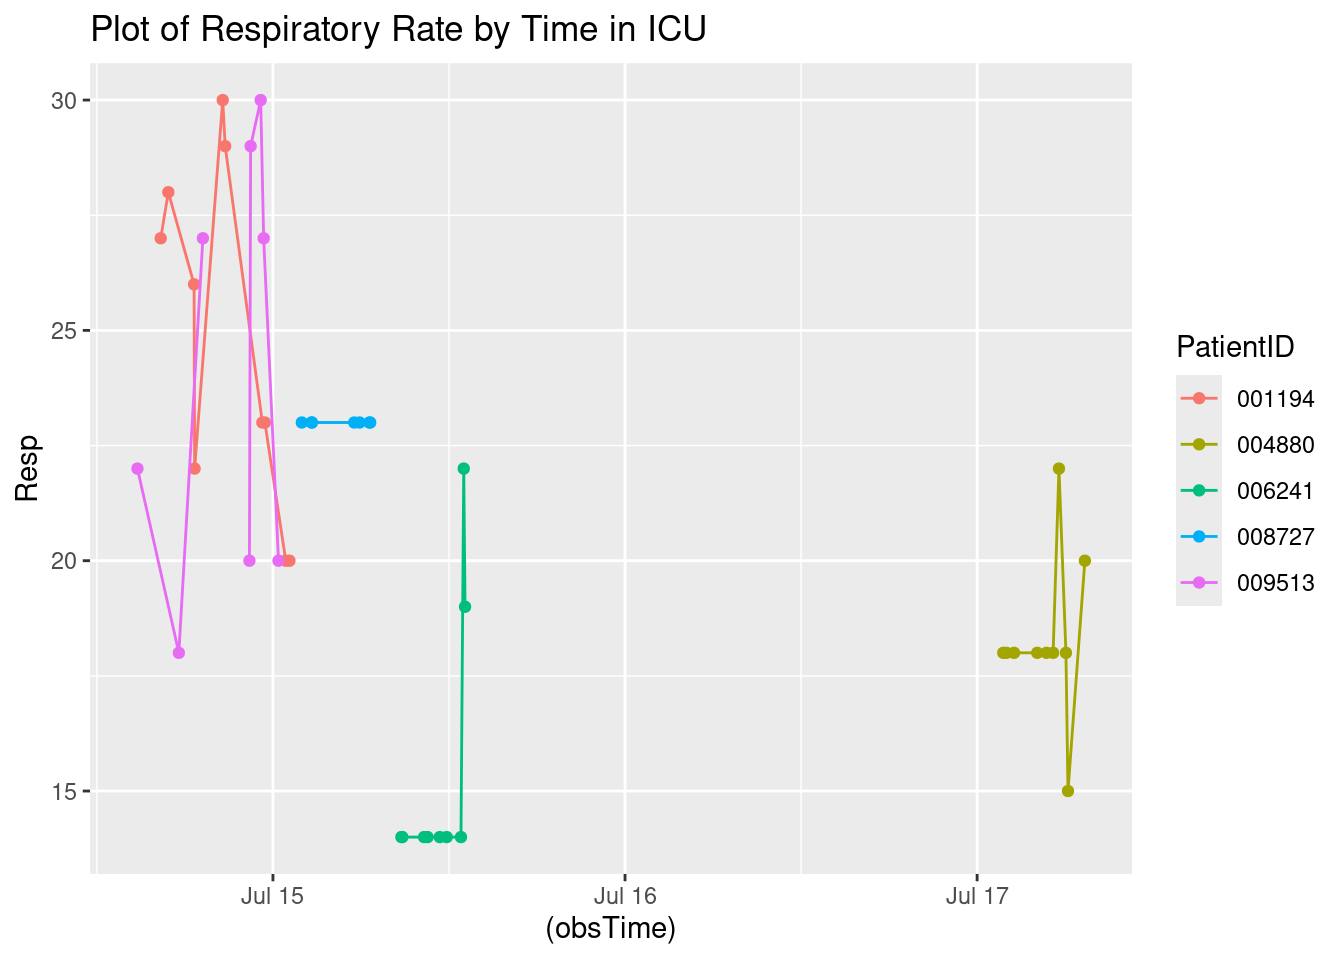 Plot of Respiratory Rate by Time in ICU
30
25
20
15
Resp
Jul 15
Jul 16
Jul 17
(obsTime)
PatientID
001194
004880
006241
008727
009513